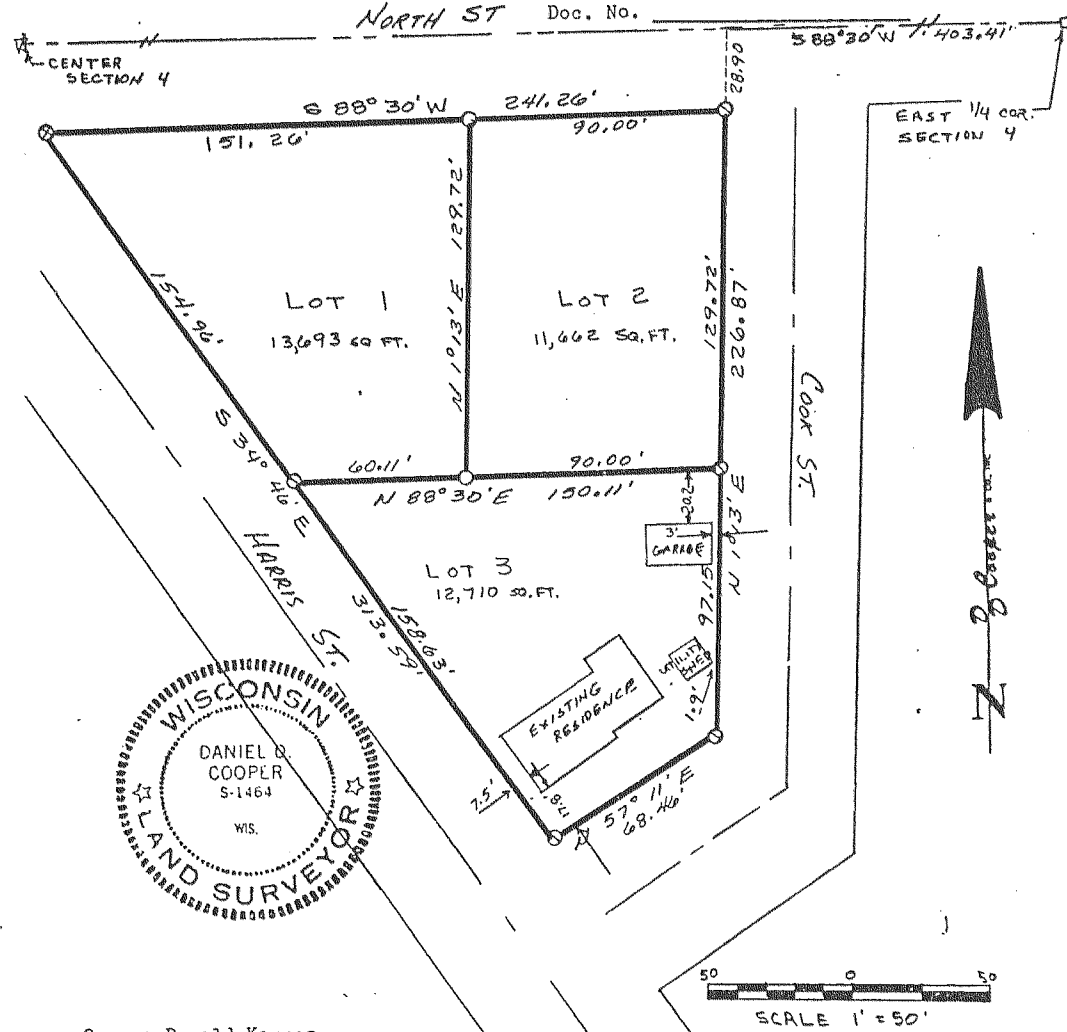 NORTH ST Doc. No.
S 88°30' W 403.41'
CENTER
SECTION 4
28.90
EAST 1/4 COR.
SECTION 4
S 88° 30' W 241.26'
151.26' 90.00'
N 1°13' E 129.72'
129.72'
226.87'
154.96'
LOT 1
13,693 SQ FT.
LOT 2
11,662 SQ.FT.
COOK ST.
S 34° 46' E
60.11' 90.00'
N 88°30' E 150.11'
20.2
N 1°13' E
3'
GARAGE
97.15
HARRIS ST.
LOT 3
12,710 SQ.FT.
158.63'
313.59'
UTILITY
SHED
1.9'
EXISTING
RESIDENCE
7.5'
17.8
N 57° 11' E
68.46'
N
WISCONSIN
DANIEL O.
COOPER
S-1464
WIS.
LAND SURVEYOR
50 0 50
SCALE 1' = 50'